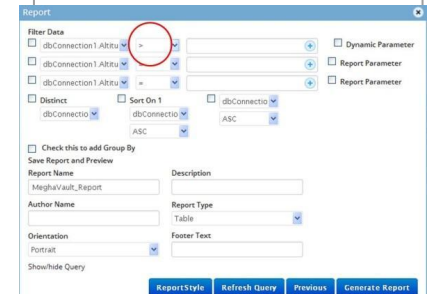 Report
Filter Data
dbConnection1.Altitu > Dynamic Parameter
dbConnection1.Altitu = Report Parameter
dbConnection1.Altitu = Report Parameter
Distinct Sort On 1 dbConnectio
dbConnectio dbConnectio ASC
ASC
Check this to add Group By
Save Report and Preview
Report Name Description
MeghaVault_Report
Author Name Report Type
Table
Orientation Footer Text
Portrait
Show/hide Query
ReportStyle Refresh Query Previous Generate Report